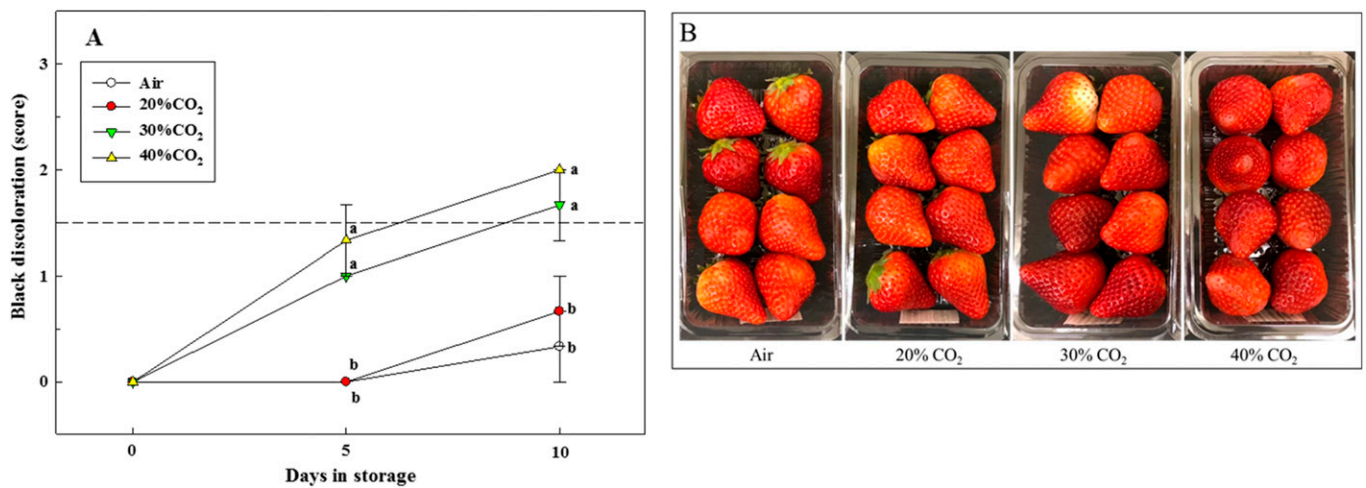 A
Air
20%CO₂
30%CO₂
40%CO₂
Black discoloration (score)
3
2
1
0
a
a
a
a
b
b
b
b
0
5
10
Days in storage
B
Air
20% CO₂
30% CO₂
40% CO₂